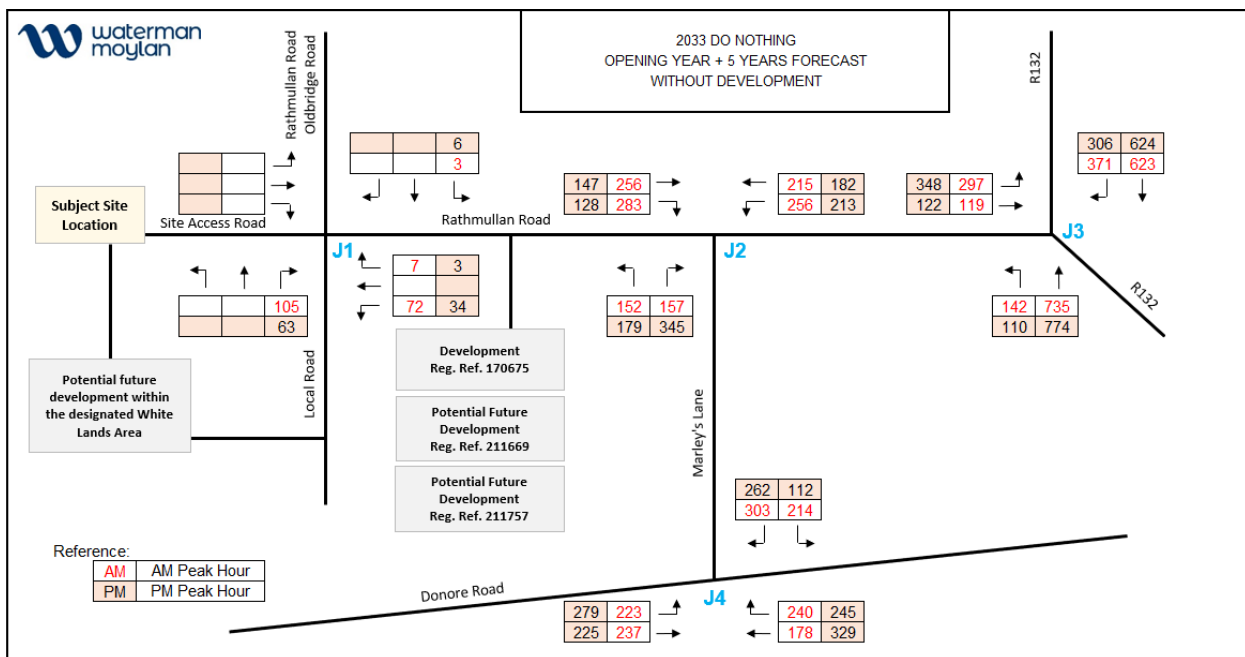 waterman
moylan
2033 DO NOTHING
OPENING YEAR + 5 YEARS FORECAST
WITHOUT DEVELOPMENT
Rathmullan Road
Oldbridge Road
R132
6
3
306 624
371 623
147 256
128 283
215 182
256 213
348 297
122 119
Subject Site
Location
Site Access Road
Rathmullan Road
J1
J2
J3
R132
7 3
72 34
105
63
152 157
179 345
142 735
110 774
Local Road
Marley's Lane
Development
Reg. Ref. 170675
Potential future
development within
the designated White
Lands Area
Potential Future
Development
Reg. Ref. 211669
Potential Future
Development
Reg. Ref. 211757
262 112
303 214
Reference:
AM AM Peak Hour
PM PM Peak Hour
Donore Road
J4
279 223
225 237
240 245
178 329